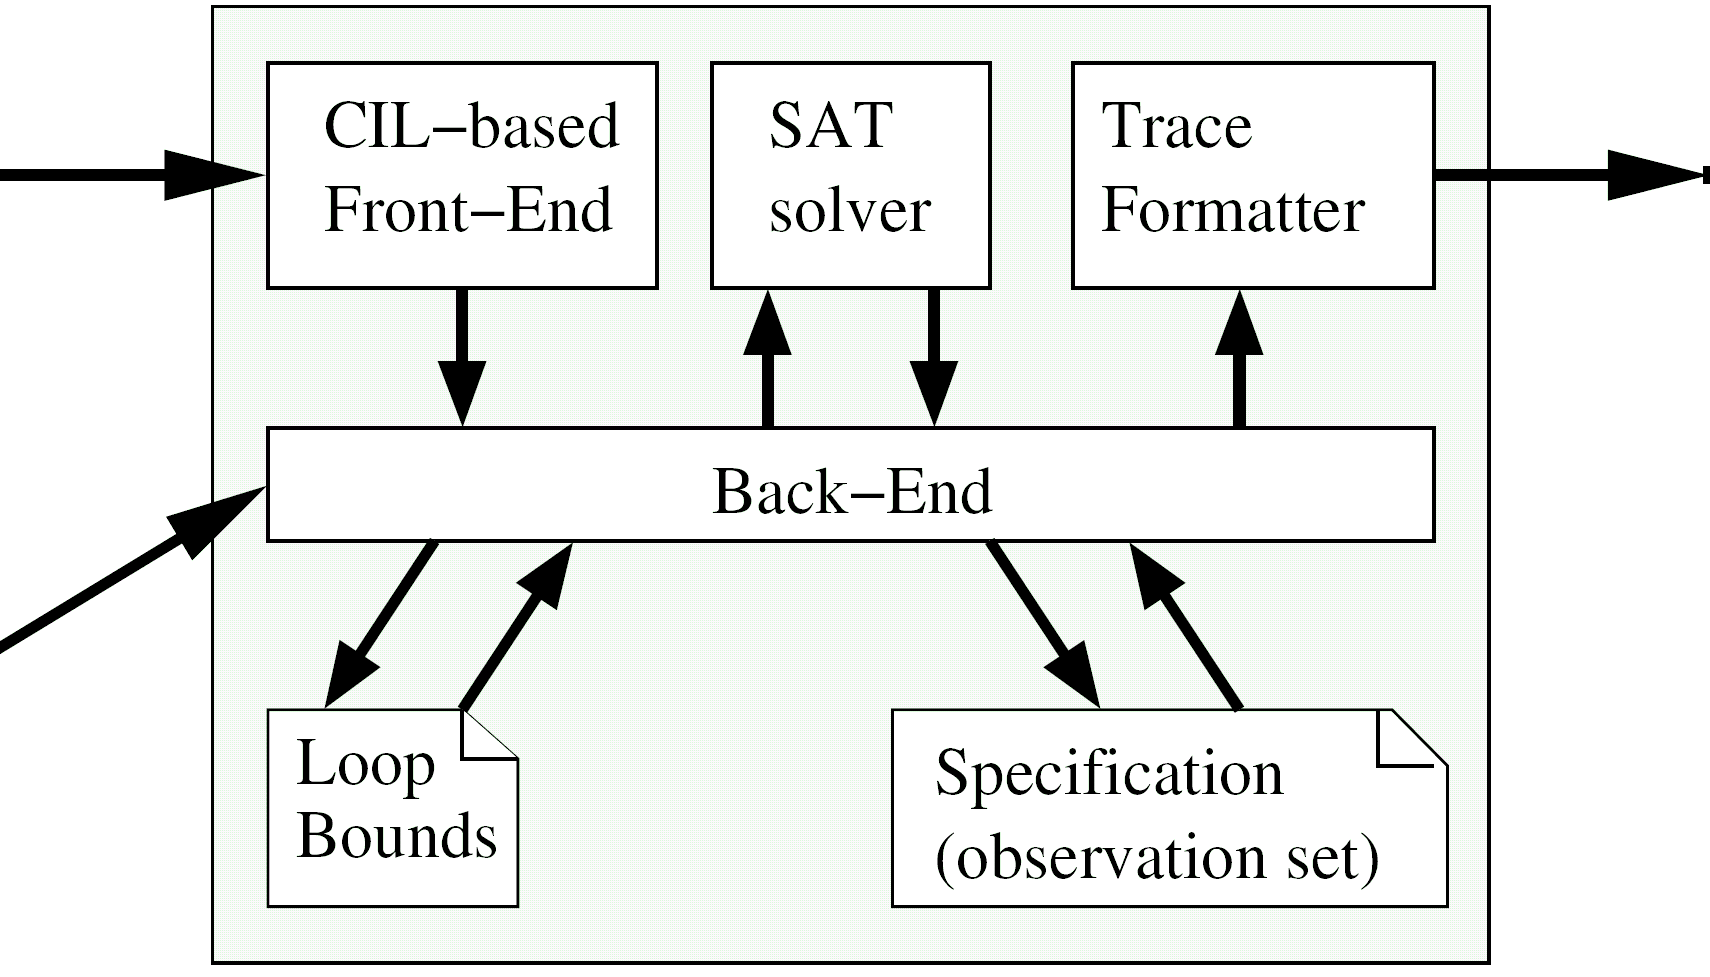 CIL−based
Front−End
SAT
solver
Trace
Formatter
Back−End
Loop
Bounds
Specification
(observation set)